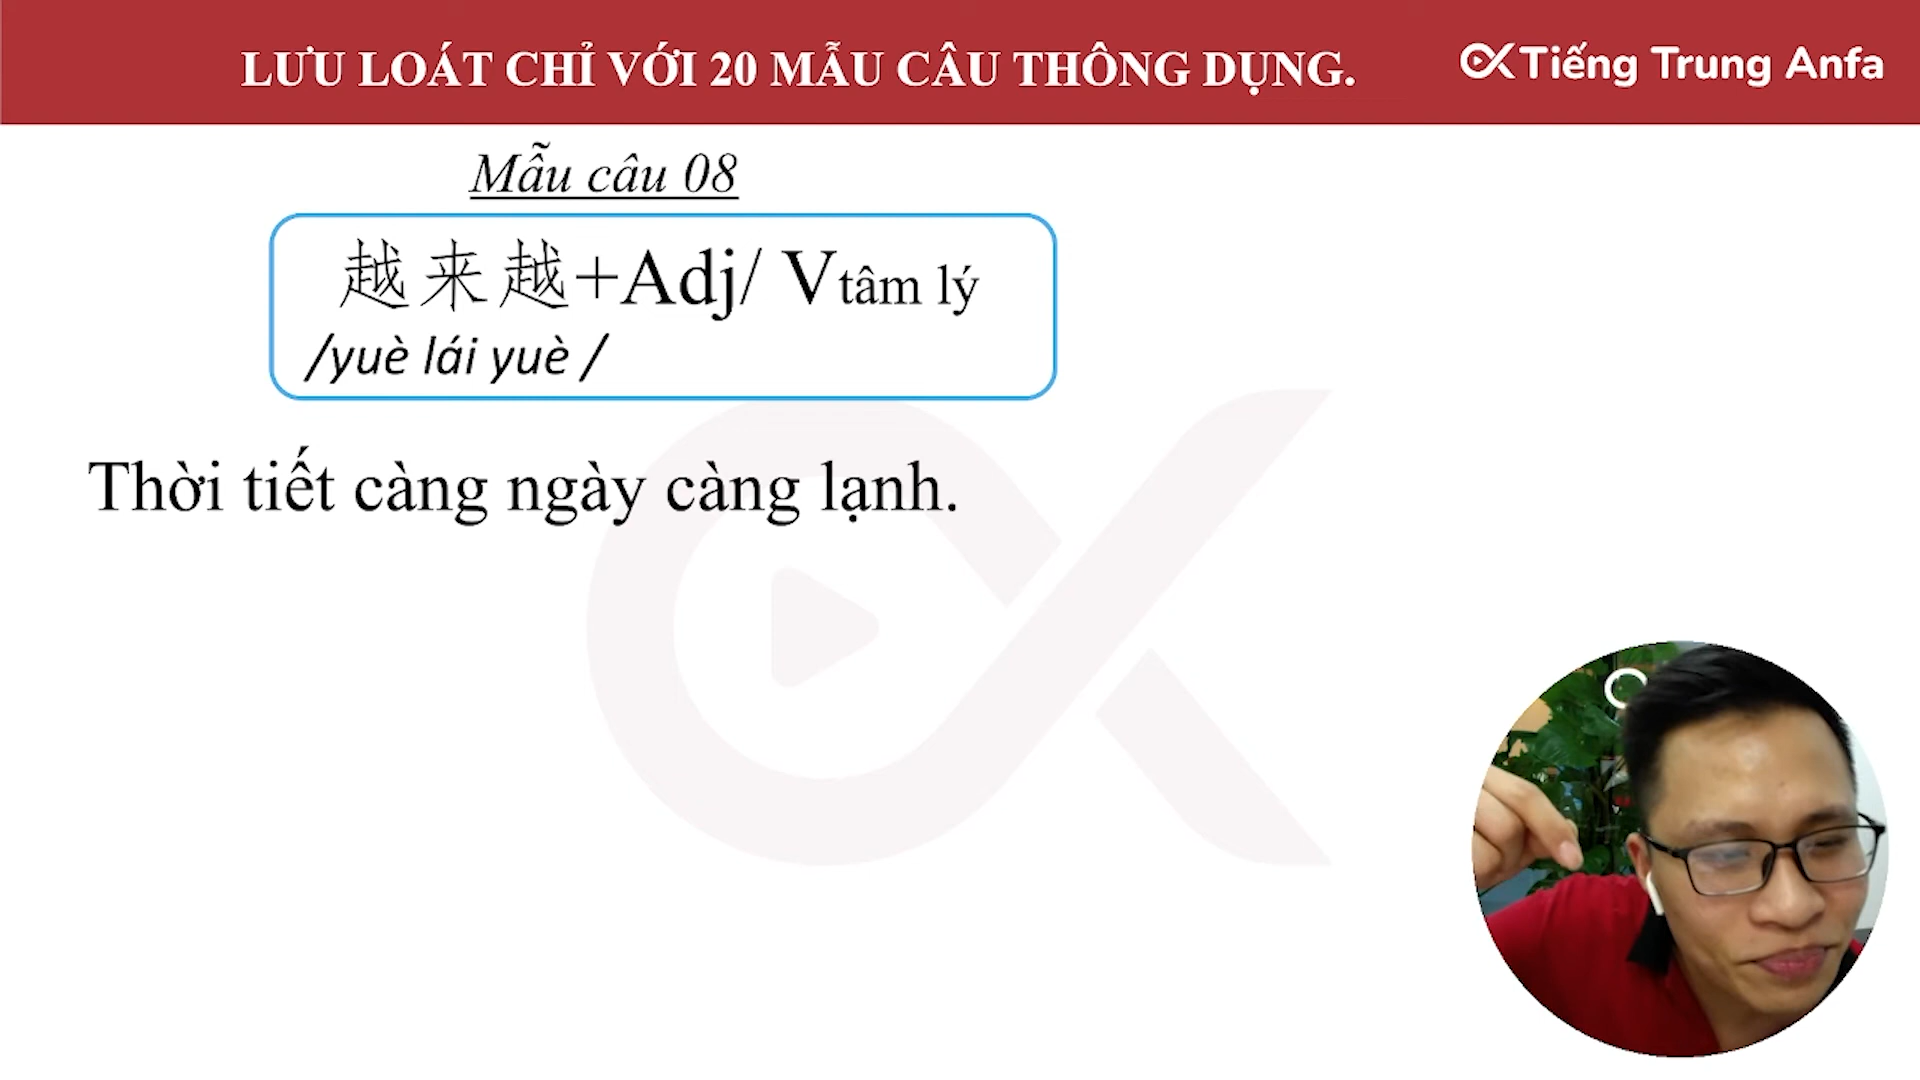 LƯU LOÁT CHỈ VỚI 20 MẪU CÂU THÔNG DỤNG.
Tiếng Trung Anfa
Mẫu câu 08
越来越+Adj/ Vtâm lý
/yuè lái yuè /
Thời tiết càng ngày càng lạnh.